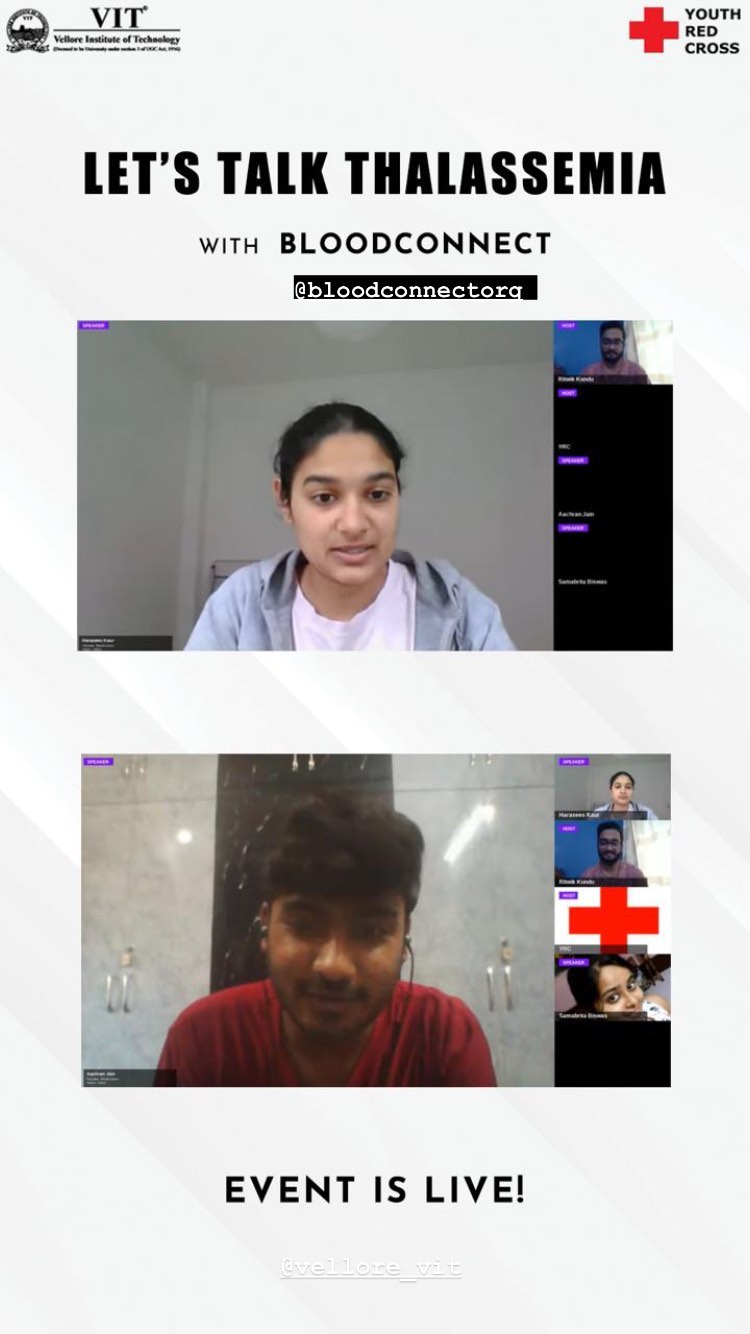 VIT®
Vellore Institute of Technology
(Deemed to be University under section 3 of UGC Act, 1956)
YOUTH
RED
CROSS
LET'S TALK THALASSEMIA
WITH BLOODCONNECT
@bloodconnectorg
SPEAKER
HOST
Ritwik Kundu
HOST
YRC
SPEAKER
Aachran Jain
SPEAKER
Samabrita Biswas
Harasees Kaur
SPEAKER
SPEAKER
Harasees Kaur
HOST
Ritwik Kundu
HOST
YRC
SPEAKER
Samabrita Biswas
Aachran Jain
EVENT IS LIVE!
@vellore_vit